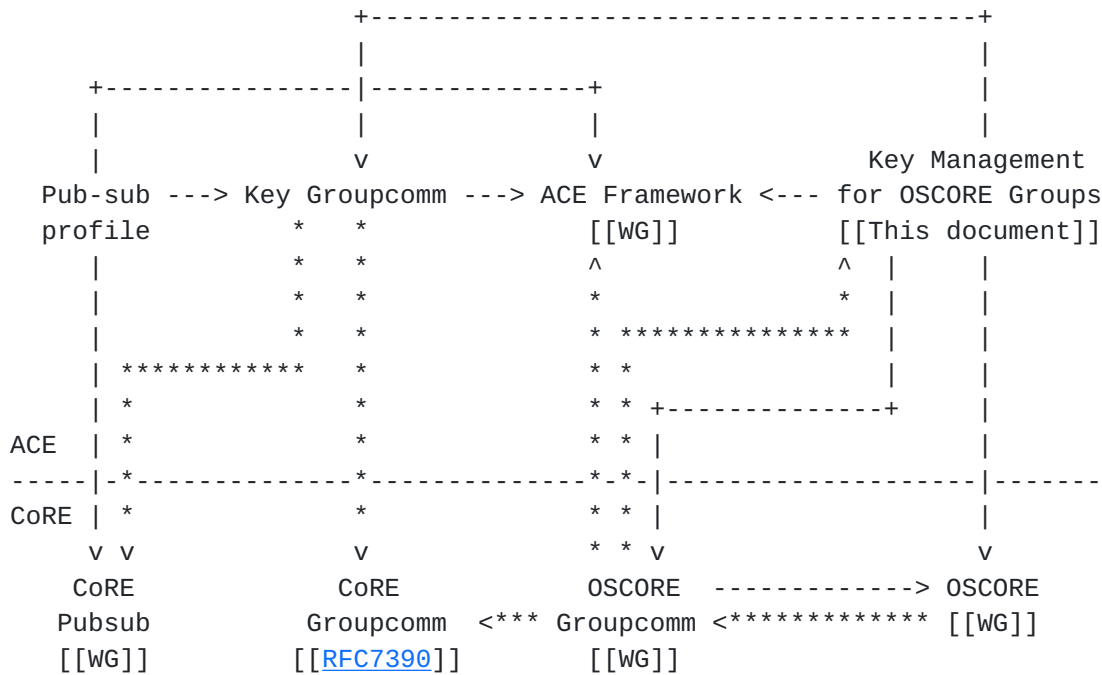 Key Management
Pub-sub ---> Key Groupcomm ---> ACE Framework <--- for OSCORE Groups
profile [[WG]] [[This document]]
ACE
CoRE
CoRE CoRE OSCORE -------------> OSCORE
Pubsub Groupcomm <*** Groupcomm <************* [[WG]]
[[WG]] [[RFC7390]] [[WG]]